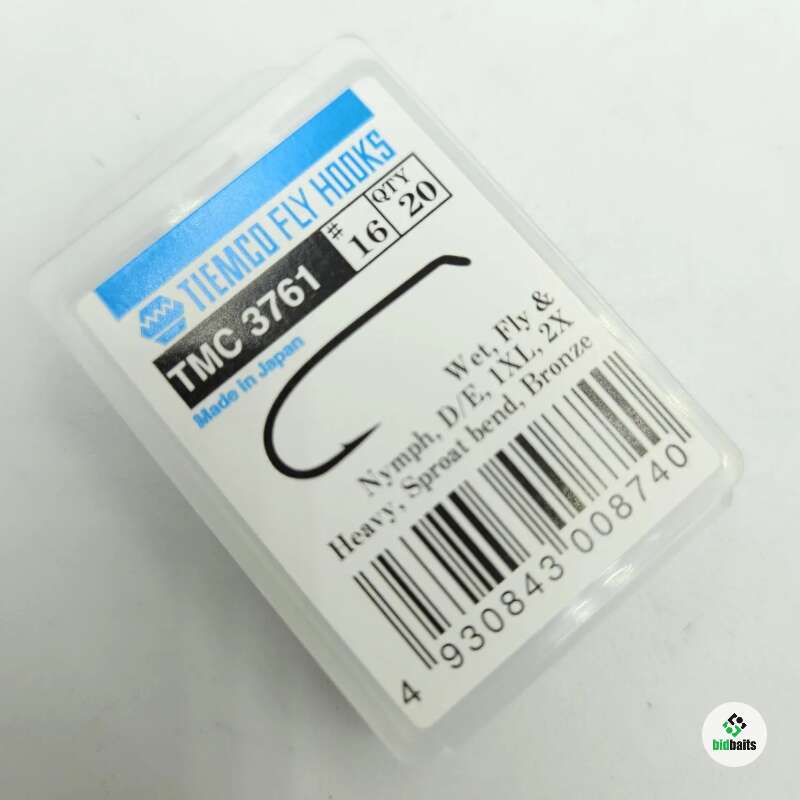 TIEMCO FLY HOOKS
TMC 3761
# 16
QTY 20
Made in Japan
Wet, Fly &
Nymph, D/E, 1XL, 2X
Heavy, Sproat bend, Bronze
4 930843 008740
bidbaits